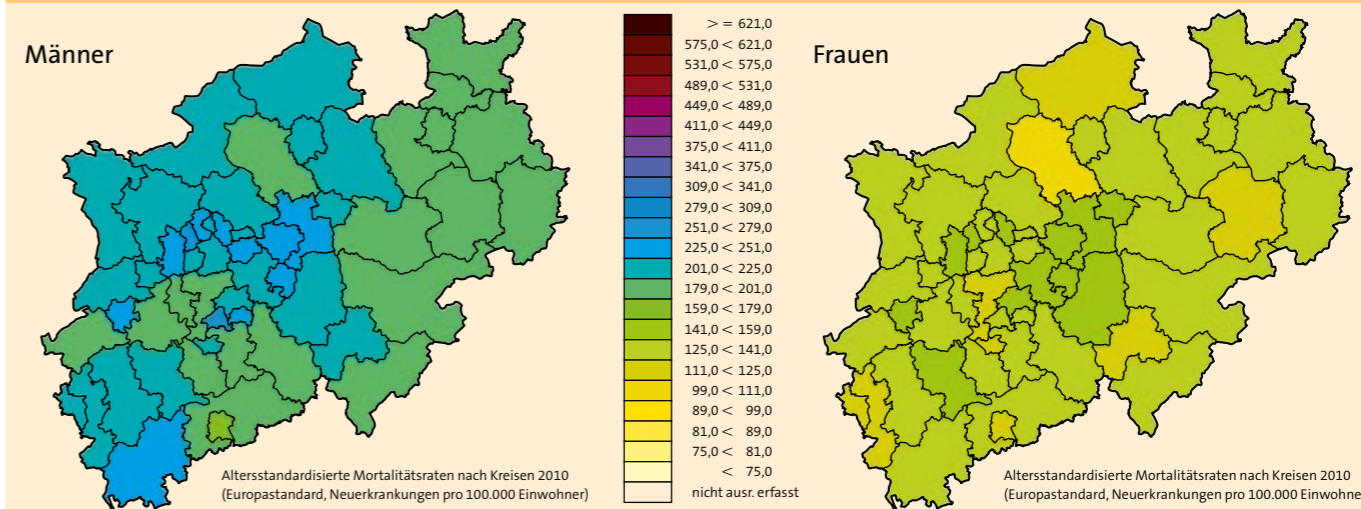 Männer
> = 621,0
575,0 < 621,0
531,0 < 575,0
489,0 < 531,0
449,0 < 489,0
411,0 < 449,0
375,0 < 411,0
341,0 < 375,0
309,0 < 341,0
279,0 < 309,0
251,0 < 279,0
225,0 < 251,0
201,0 < 225,0
179,0 < 201,0
159,0 < 179,0
141,0 < 159,0
125,0 < 141,0
111,0 < 125,0
99,0 < 111,0
89,0 < 99,0
81,0 < 89,0
75,0 < 81,0
< 75,0
nicht ausr. erfasst
Altersstandardisierte Mortalitätsraten nach Kreisen 2010
(Europastandard, Neuerkrankungen pro 100.000 Einwohner)
Frauen
Altersstandardisierte Mortalitätsraten nach Kreisen 2010
(Europastandard, Neuerkrankungen pro 100.000 Einwohne